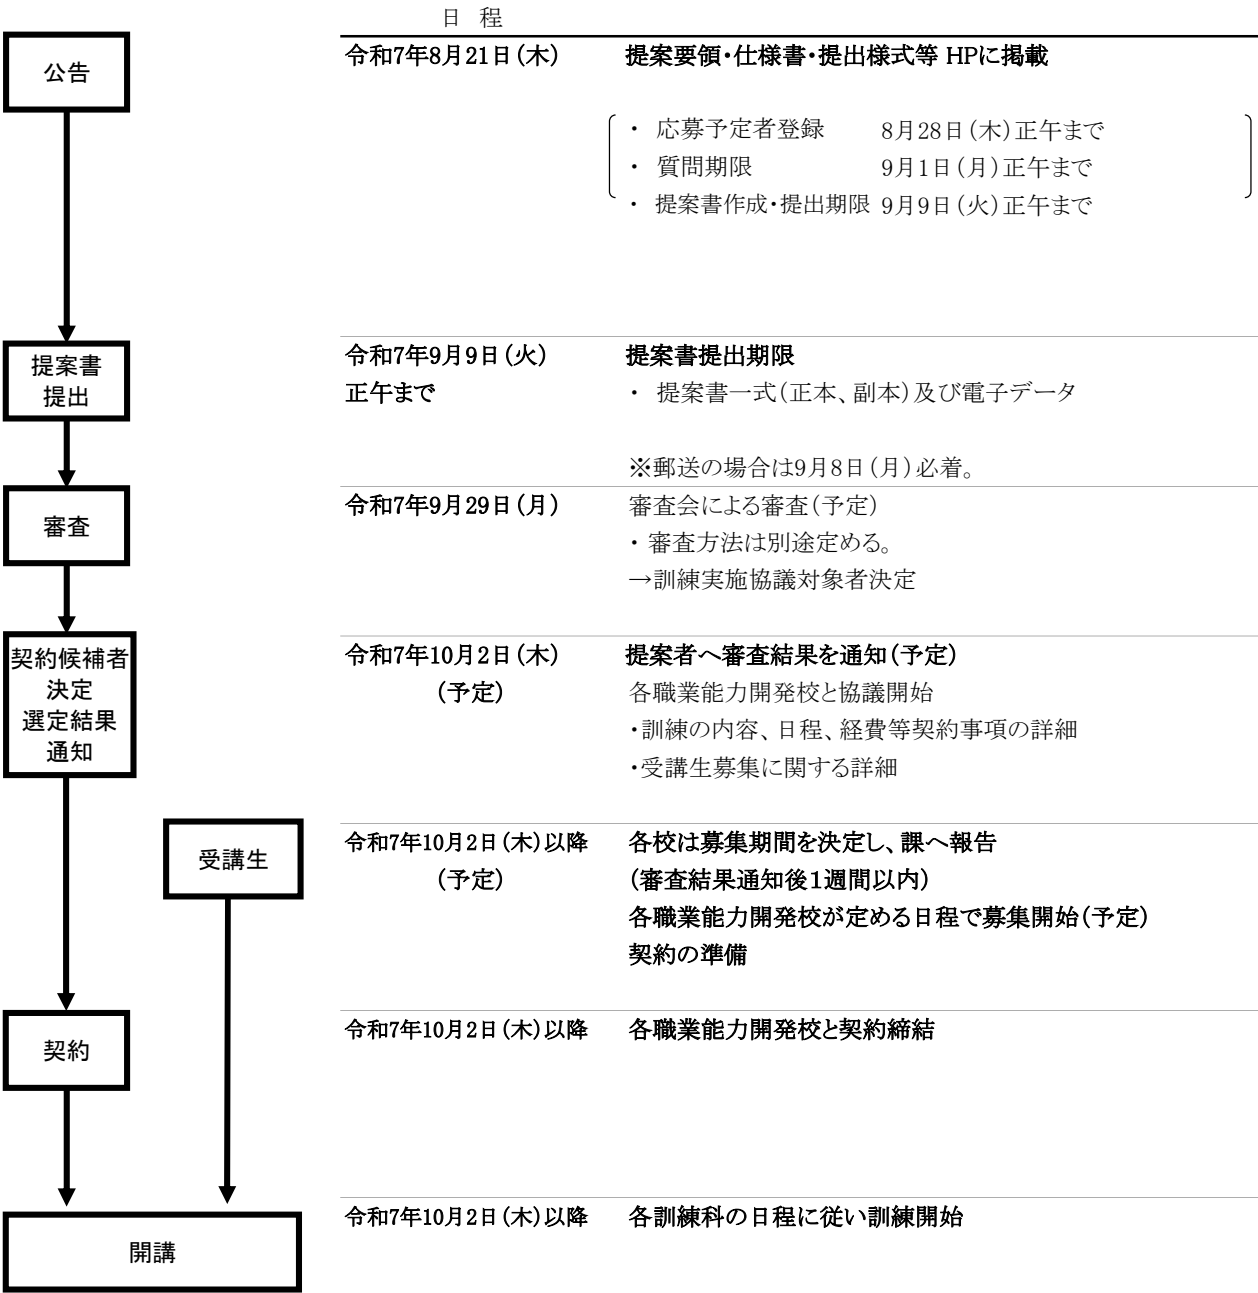 日 程
公告
令和7年8月21日(木) 提案要領・仕様書・提出様式等 HPに掲載
・ 応募予定者登録 8月28日(木)正午まで
・ 質問期限 9月1日(月)正午まで
・ 提案書作成・提出期限 9月9日(火)正午まで
提案書
提出
令和7年9月9日(火) 提案書提出期限
正午まで ・ 提案書一式(正本、副本)及び電子データ
※郵送の場合は9月8日(月)必着。
審査
令和7年9月29日(月) 審査会による審査(予定)
・審査方法は別途定める。
→訓練実施協議対象者決定
契約候補者
決定
選定結果
通知
令和7年10月2日(木) 提案者へ審査結果を通知(予定)
(予定) 各職業能力開発校と協議開始
・訓練の内容、日程、経費等契約事項の詳細
・受講生募集に関する詳細
受講生
令和7年10月2日(木)以降 各校は募集期間を決定し、課へ報告
(予定) (審査結果通知後1週間以内)
各職業能力開発校が定める日程で募集開始(予定)
契約の準備
契約
令和7年10月2日(木)以降 各職業能力開発校と契約締結
開講
令和7年10月2日(木)以降 各訓練科の日程に従い訓練開始